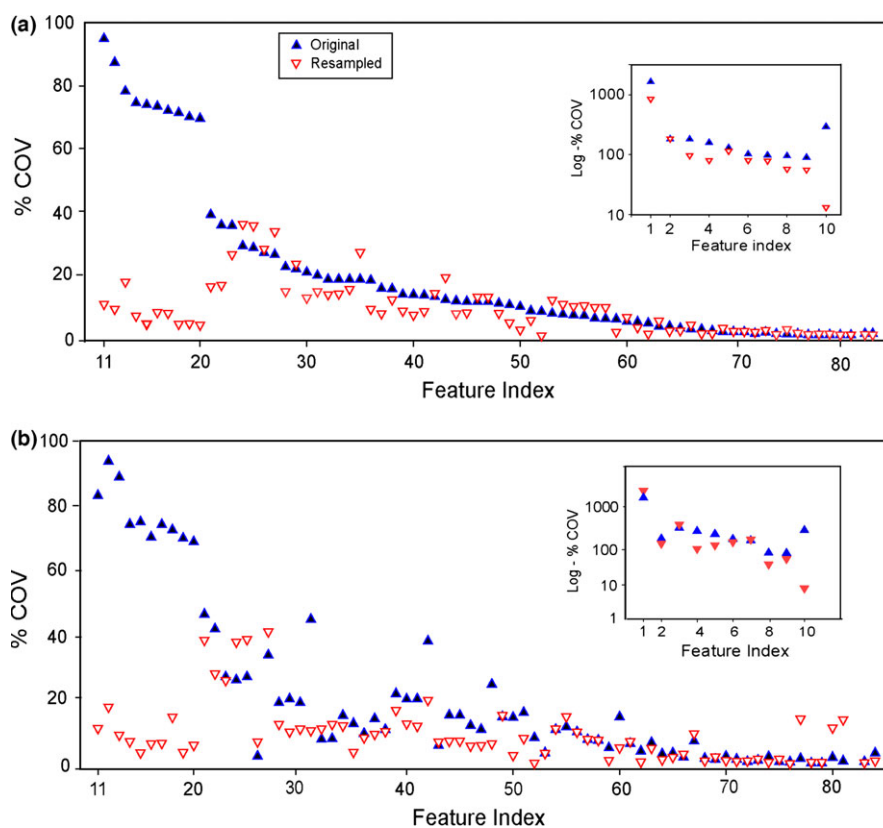 (a)
100
80
60
40
20
0
% COV
Original
Resampled
1000
100
10
Log -% COV
1 2 4 6 8 10
Feature index
11 20 30 40 50 60 70 80
Feature Index
(b)
100
80
60
40
20
0
% COV
1000
100
10
1
Log - % COV
1 2 4 6 8 10
Feature Index
11 30 40 50 60 70 80
Feature Index